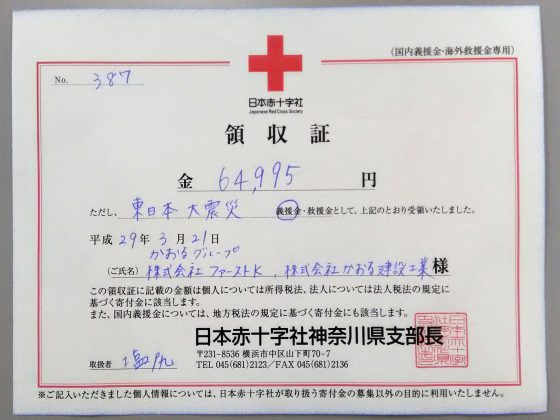 (国内義援金・海外救援金専用)
No. 387
日本赤十字社
Japanese Red Cross Society
領収証
金 64,995 円
ただし、東日本大震災 義援金・救援金として、上記のとおり受領いたしました。
平成 29年 3月 21日
かおるグループ
(ご氏名) 株式会社ファーストK、株式会社かおる建設工業 様
この領収証に記載の金額は個人については所得税法、法人については法人税法の規定に
基づく寄付金に該当します。
また、国内義援金については、地方税法の規定に基づく寄付金にも該当します。
日本赤十字社神奈川県支部長
〒231-8536 横浜市中区山下町70-7
取扱者 TEL 045(681)2123/FAX 045(681)2136
※ご記入いただきました個人情報については、日本赤十字社が取り扱う寄付金の募集以外の目的に利用いたしません。